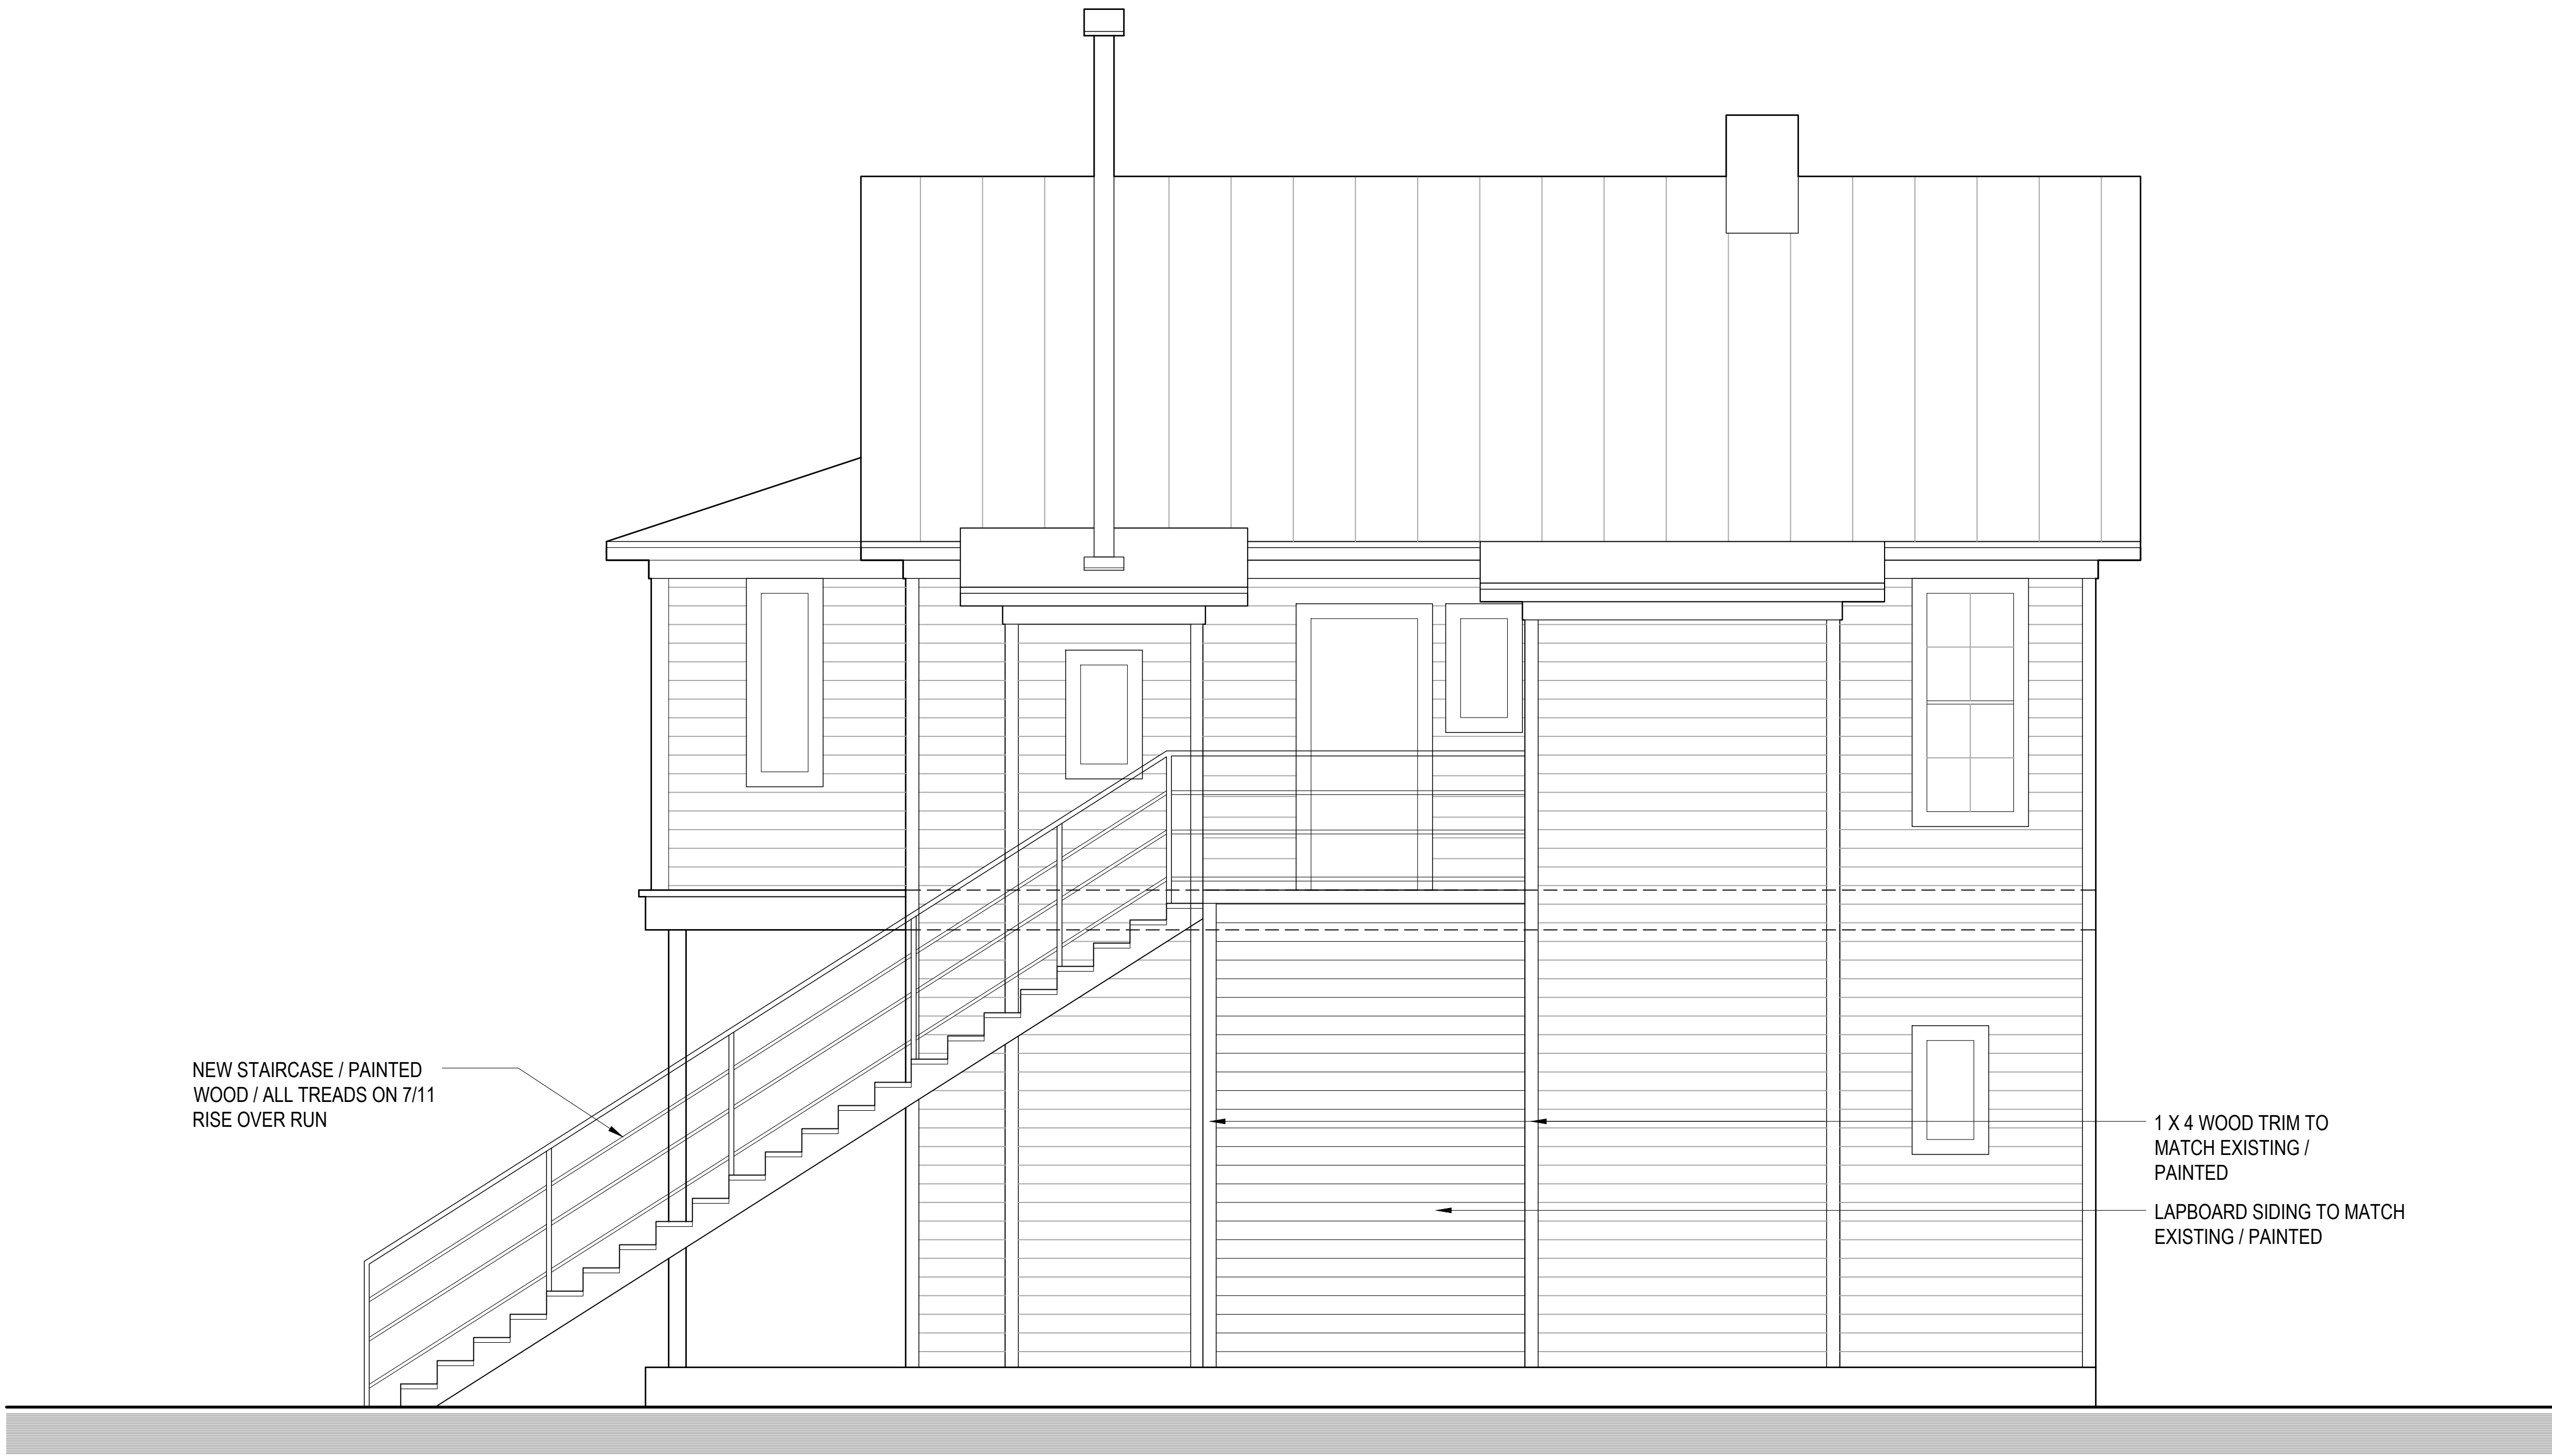 NEW STAIRCASE / PAINTED
WOOD / ALL TREADS ON 7/11
RISE OVER RUN
1 X 4 WOOD TRIM TO
MATCH EXISTING /
PAINTED
LAPBOARD SIDING TO MATCH
EXISTING / PAINTED